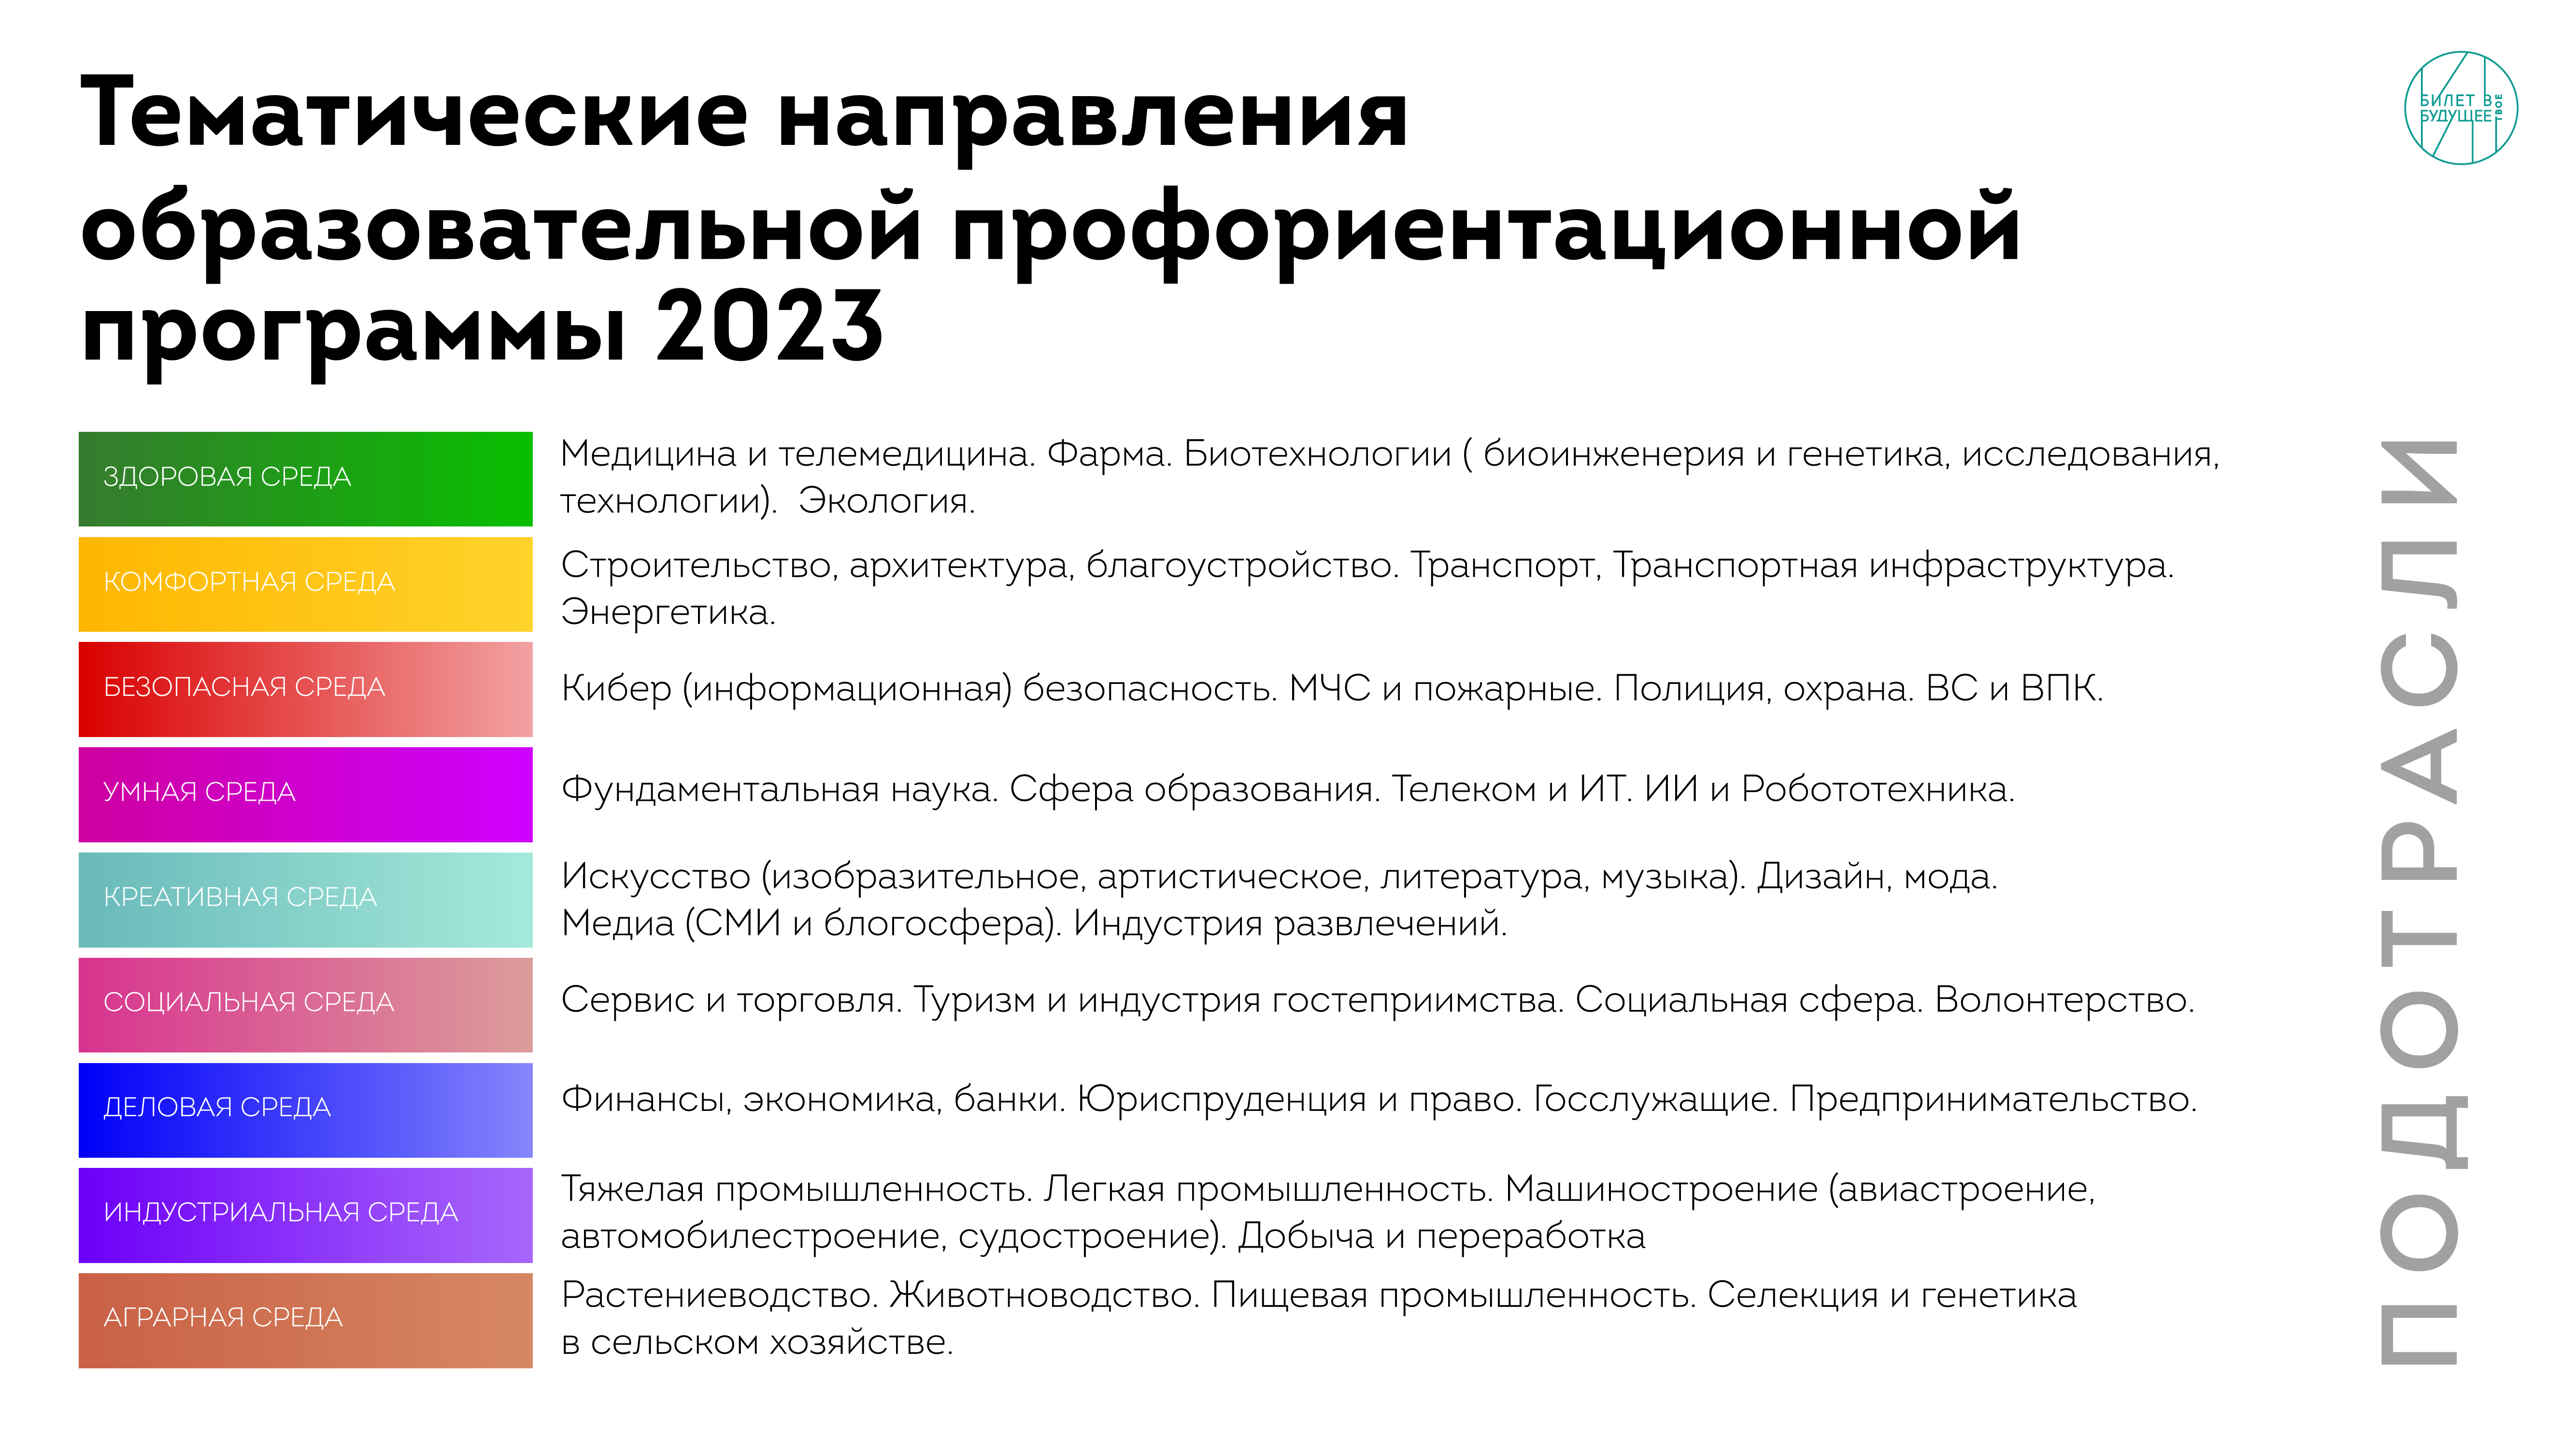 Тематические направления
образовательной профориентационной
программы 2023
БИЛЕТ В
БУДУЩЕЕ
ТВОЕ
ЗДОРОВАЯ СРЕДА
Медицина и телемедицина. Фарма. Биотехнологии ( биоинженерия и генетика, исследования,
технологии).  Экология.
КОМФОРТНАЯ СРЕДА
Строительство, архитектура, благоустройство. Транспорт, Транспортная инфраструктура.
Энергетика.
БЕЗОПАСНАЯ СРЕДА
Кибер (информационная) безопасность. МЧС и пожарные. Полиция, охрана. ВС и ВПК.
УМНАЯ СРЕДА
Фундаментальная наука. Сфера образования. Телеком и ИТ. ИИ и Робототехника.
КРЕАТИВНАЯ СРЕДА
Искусство (изобразительное, артистическое, литература, музыка). Дизайн, мода.
Медиа (СМИ и блогосфера). Индустрия развлечений.
СОЦИАЛЬНАЯ СРЕДА
Сервис и торговля. Туризм и индустрия гостеприимства. Социальная сфера. Волонтерство.
ДЕЛОВАЯ СРЕДА
Финансы, экономика, банки. Юриспруденция и право. Госслужащие. Предпринимательство.
ИНДУСТРИАЛЬНАЯ СРЕДА
Тяжелая промышленность. Легкая промышленность. Машиностроение (авиастроение,
автомобилестроение, судостроение). Добыча и переработка
АГРАРНАЯ СРЕДА
Растениеводство. Животноводство. Пищевая промышленность. Селекция и генетика
в сельском хозяйстве.
ПОДОТРАСЛИ